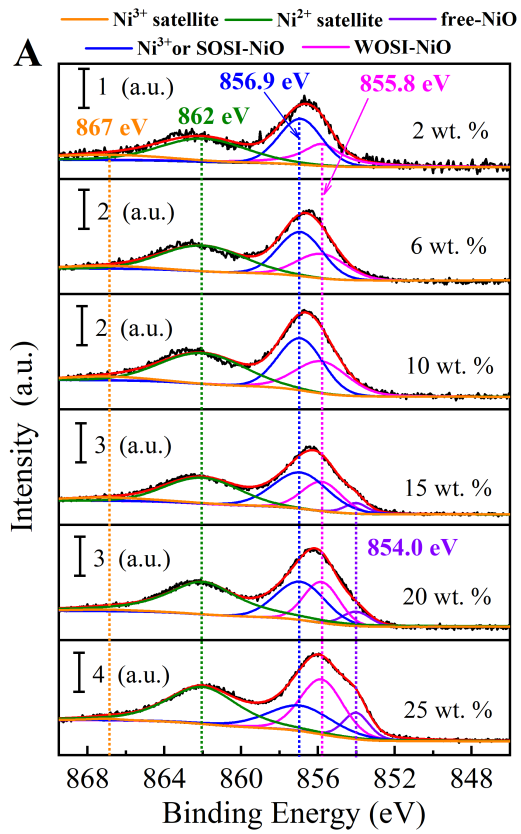 Ni³⁺ satellite Ni²⁺ satellite free-NiO
Ni³⁺or SOSI-NiO WOSI-NiO
A
1 (a.u.) 856.9 eV 855.8 eV
867 eV 862 eV 2 wt. %
2 (a.u.) 6 wt. %
2 (a.u.) 10 wt. %
3 (a.u.) 15 wt. %
3 (a.u.) 854.0 eV
20 wt. %
4 (a.u.) 25 wt. %
Intensity (a.u.)
868 864 860 856 852 848
Binding Energy (eV)